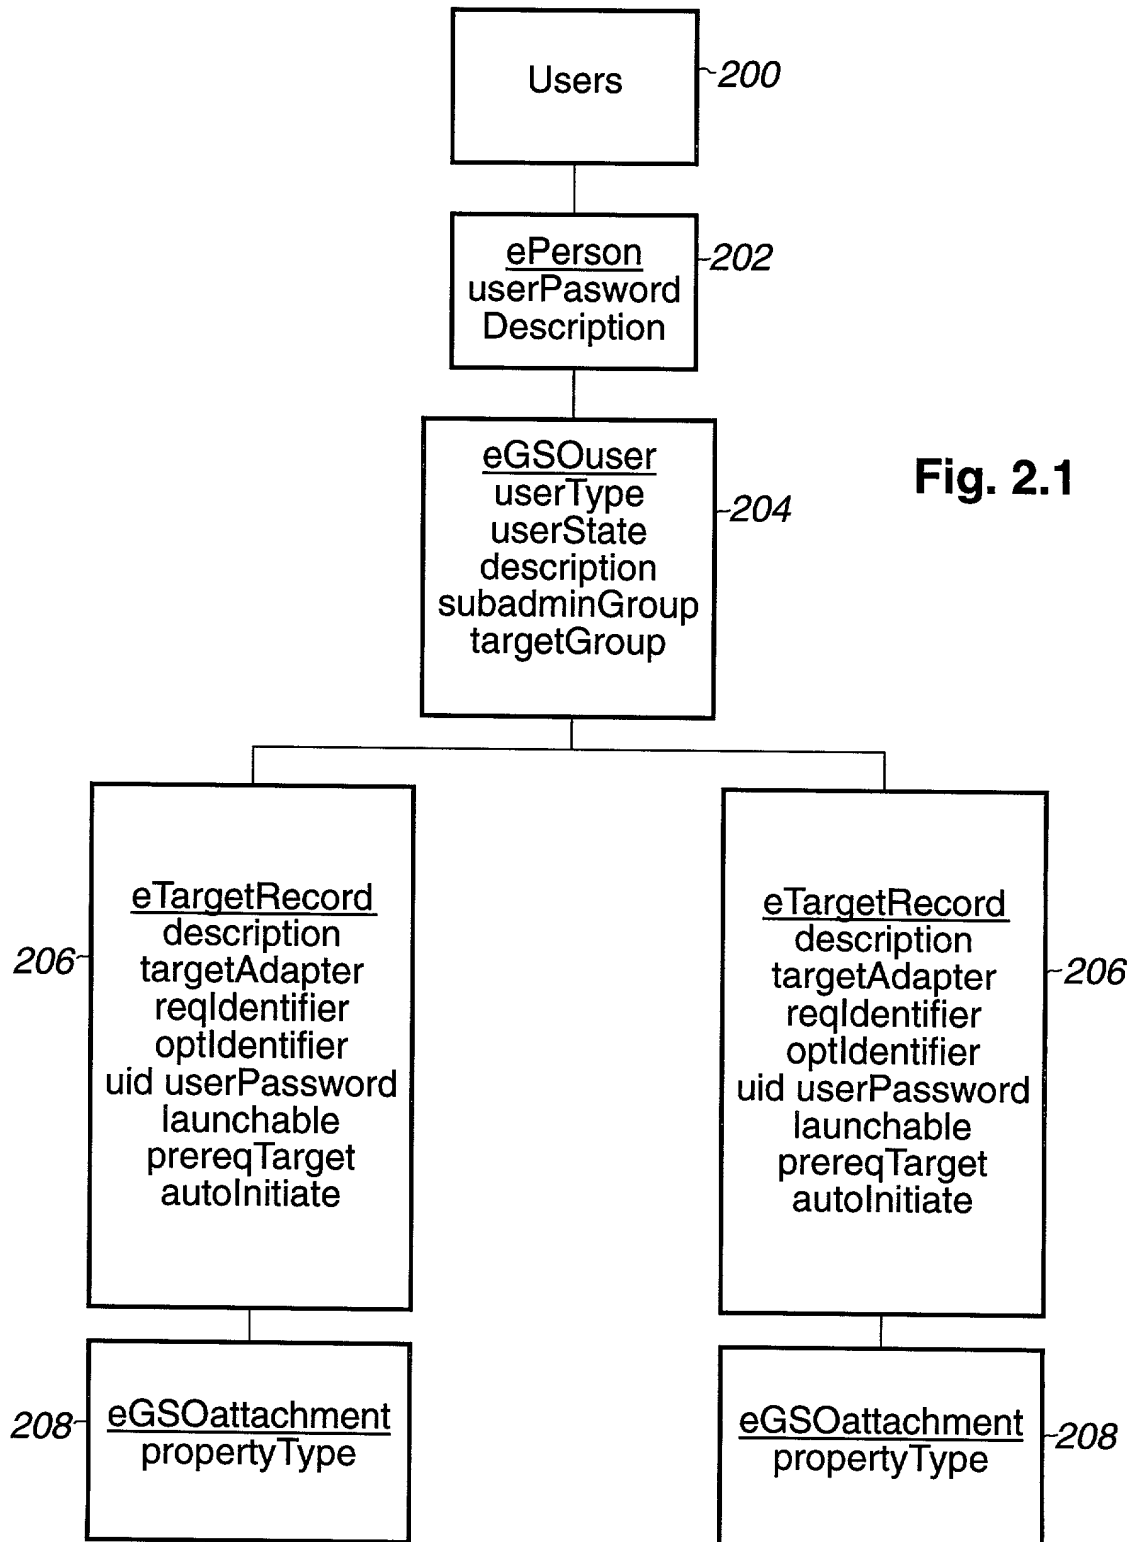 Users
200
ePerson
userPasword
Description
202
eGSOuser
userType
userState
description
subadminGroup
targetGroup
204
Fig. 2.1
eTargetRecord
description
targetAdapter
reqIdentifier
optIdentifier
uid userPassword
launchable
prereqTarget
autoInitiate
206
eTargetRecord
description
targetAdapter
reqIdentifier
optIdentifier
uid userPassword
launchable
prereqTarget
autoInitiate
206
eGSOattachment
propertyType
208
eGSOattachment
propertyType
208